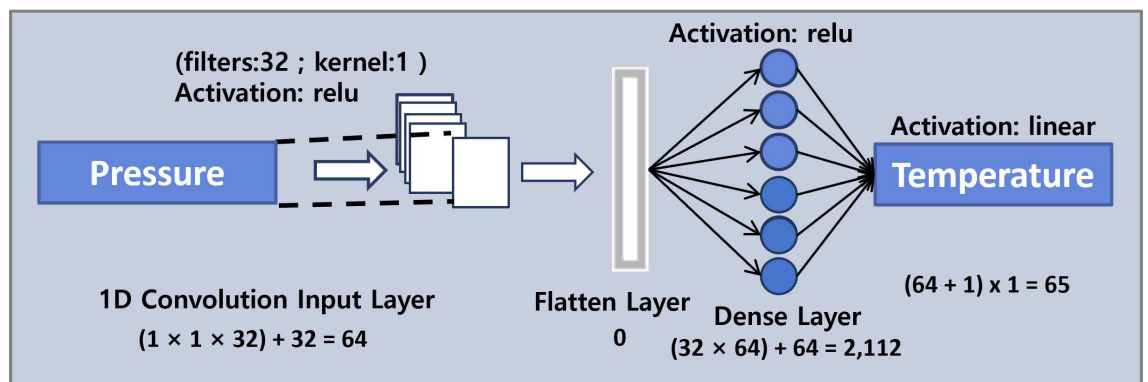 (filters:32 ; kernel:1 )
Activation: relu
Pressure
1D Convolution Input Layer
(1 × 1 × 32) + 32 = 64
Flatten Layer
0
Activation: relu
Dense Layer
(32 × 64) + 64 = 2,112
Activation: linear
Temperature
(64 + 1) x 1 = 65